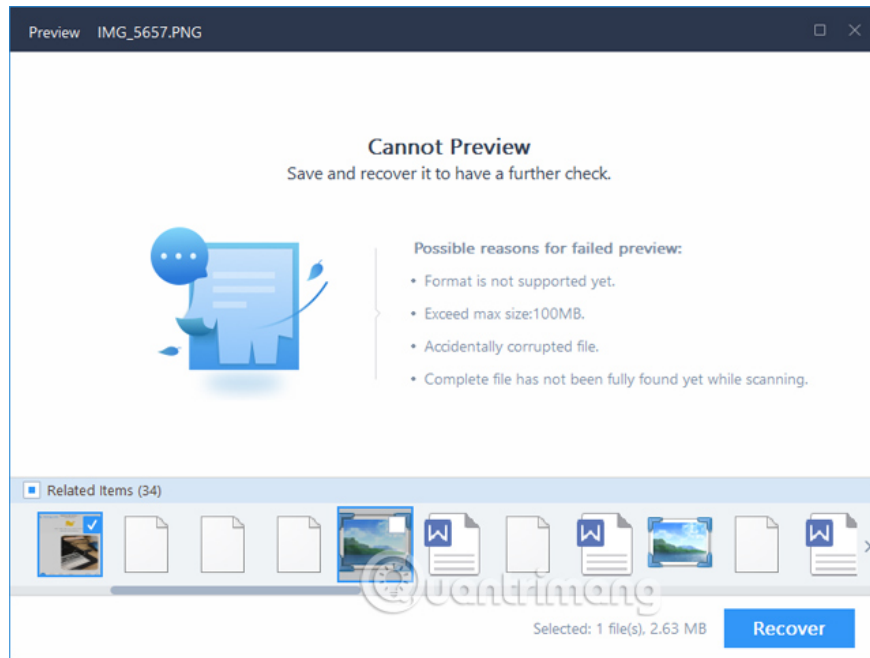 Preview IMG_5657.PNG
Cannot Preview
Save and recover it to have a further check.
Possible reasons for failed preview:
• Format is not supported yet.
• Exceed max size:100MB.
• Accidentally corrupted file.
• Complete file has not been fully found yet while scanning.
Related Items (34)
W W W
Quantrimang
Selected: 1 file(s), 2.63 MB
Recover